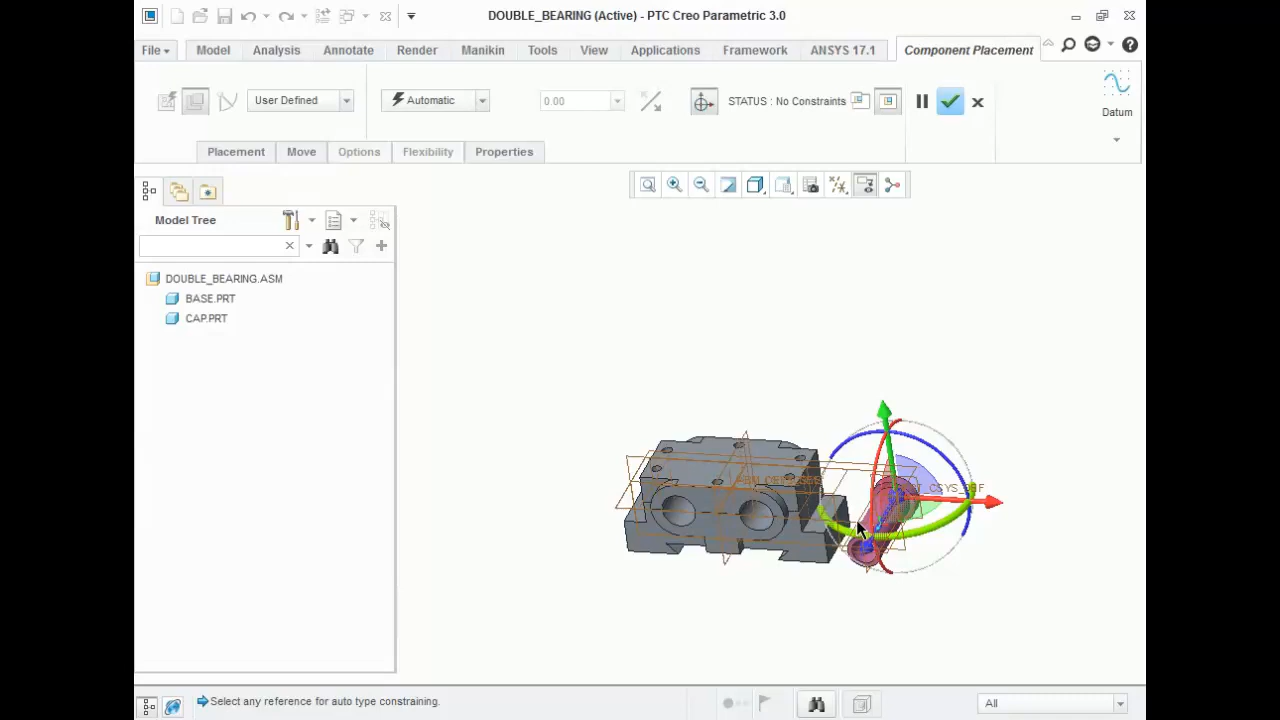 DOUBLE_BEARING (Active) - PTC Creo Parametric 3.0
File Model Analysis Annotate Render Manikin Tools View Applications Framework ANSYS 17.1 Component Placement
User Defined Automatic 0.00 STATUS : No Constraints
Datum
Placement Move Options Flexibility Properties
Model Tree
DOUBLE_BEARING.ASM
BASE.PRT
CAP.PRT
Select any reference for auto type constraining.
All